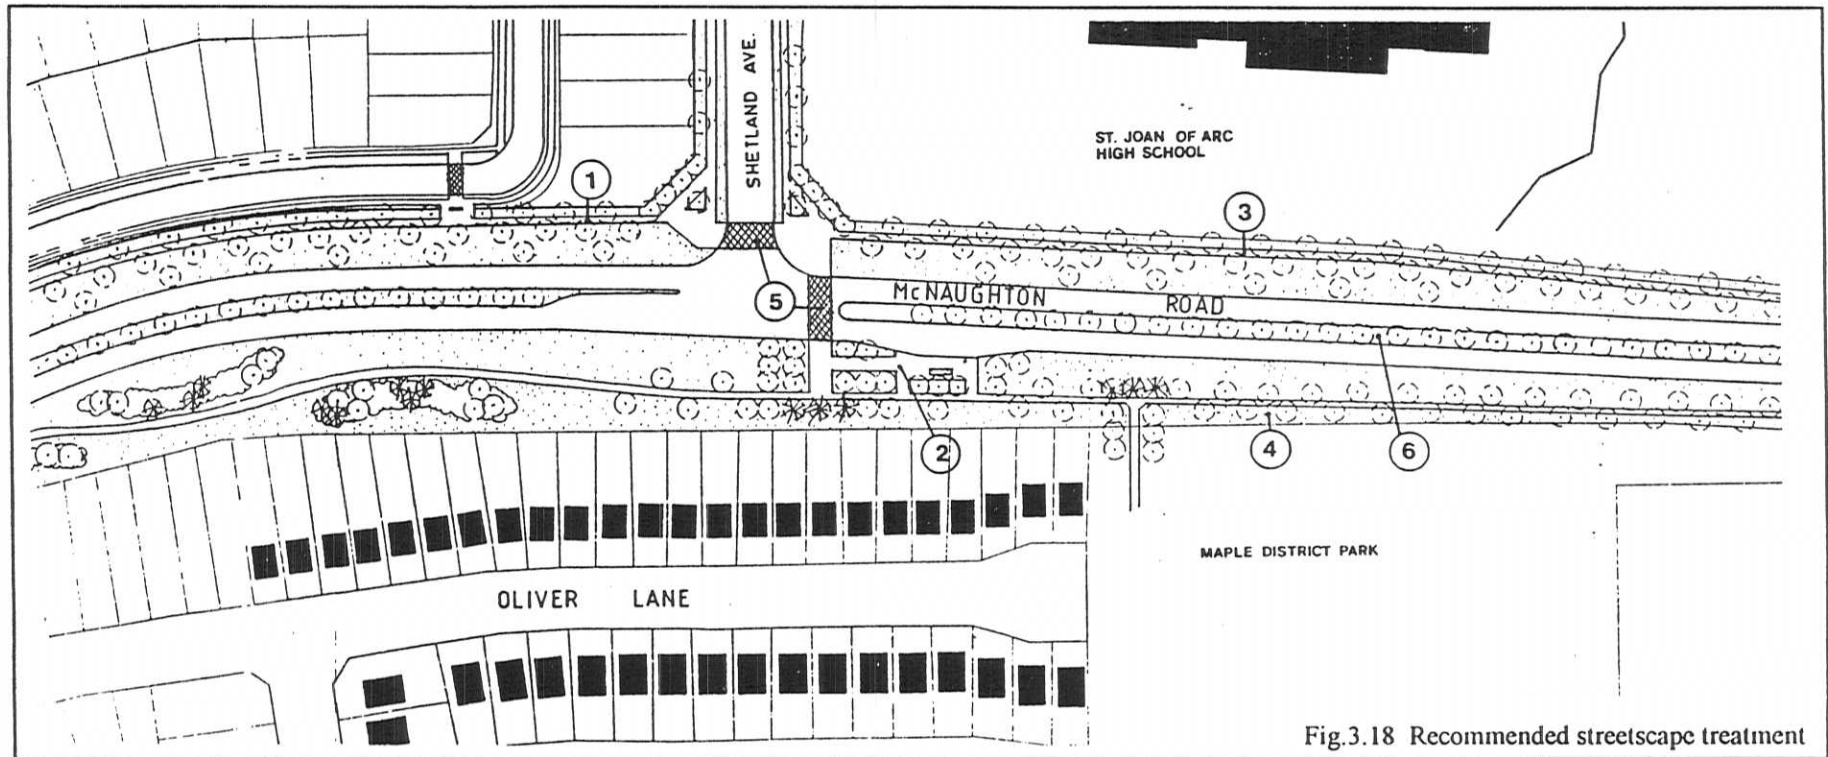 SHETLAND AVE.
ST. JOAN OF ARC
HIGH SCHOOL
1
3
5
McNAUGHTON ROAD
2
4
6
MAPLE DISTRICT PARK
OLIVER LANE
Fig.3.18 Recommended streetscape treatment